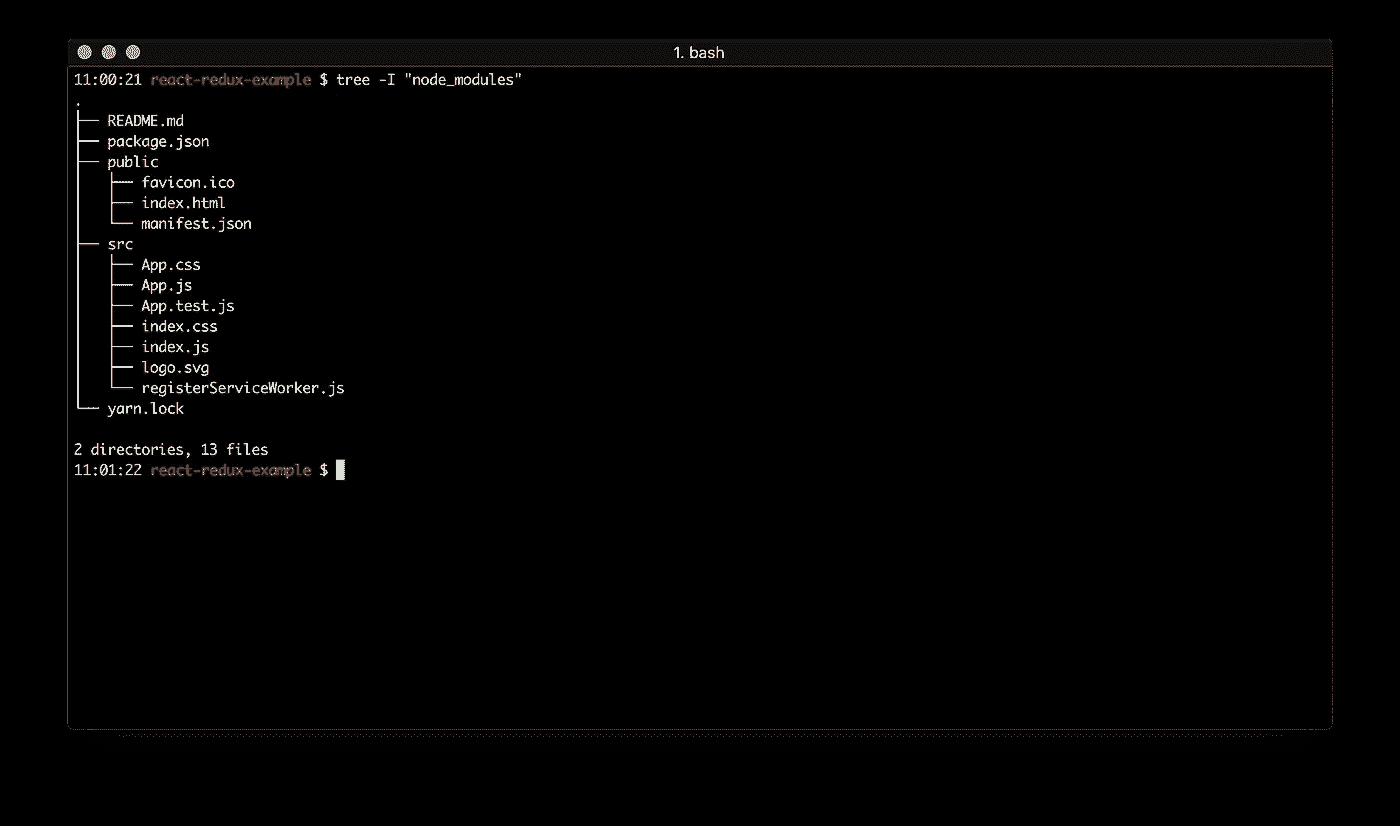 1. bash
11:00:21 react-redux-example $ tree -I "node_modules"
.
├── README.md
├── package.json
├── public
│   ├── favicon.ico
│   ├── index.html
│   └── manifest.json
├── src
│   ├── App.css
│   ├── App.js
│   ├── App.test.js
│   ├── index.css
│   ├── index.js
│   ├── logo.svg
│   └── registerServiceWorker.js
└── yarn.lock
2 directories, 13 files
11:01:22 react-redux-example $